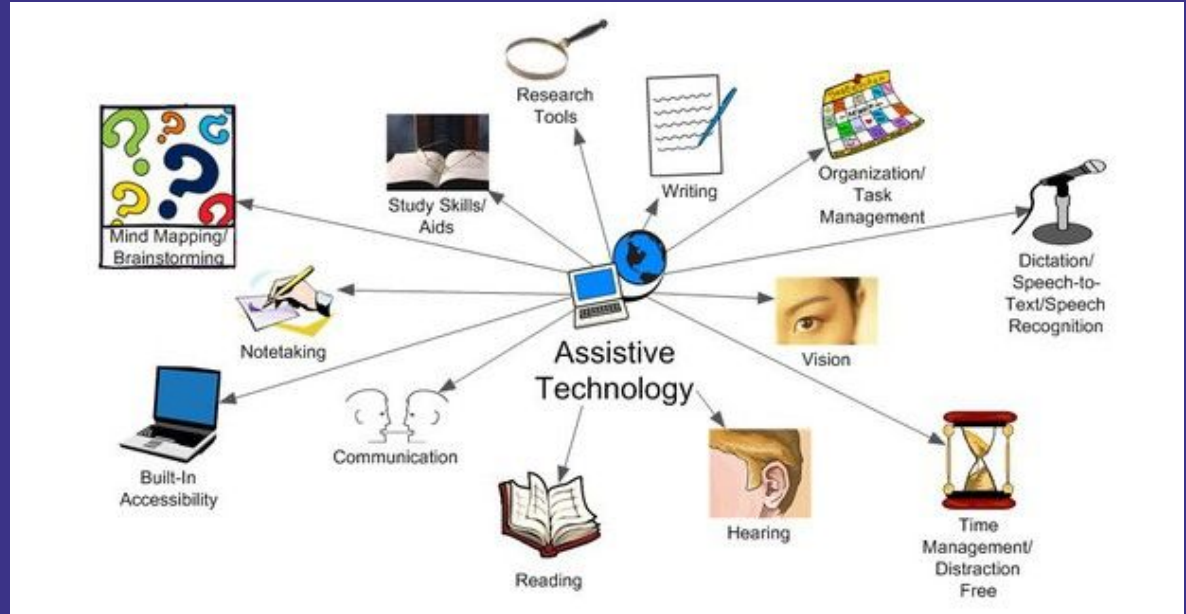 Research
Tools
Writing
Organization/
Task
Management
Study Skills/
Aids
Mind Mapping/
Brainstorming
Dictation/
Speech-to-
Text/Speech
Recognition
Notetaking
Vision
Assistive
Technology
Communication
Built-In
Accessibility
Reading
Hearing
Time
Management/
Distraction
Free